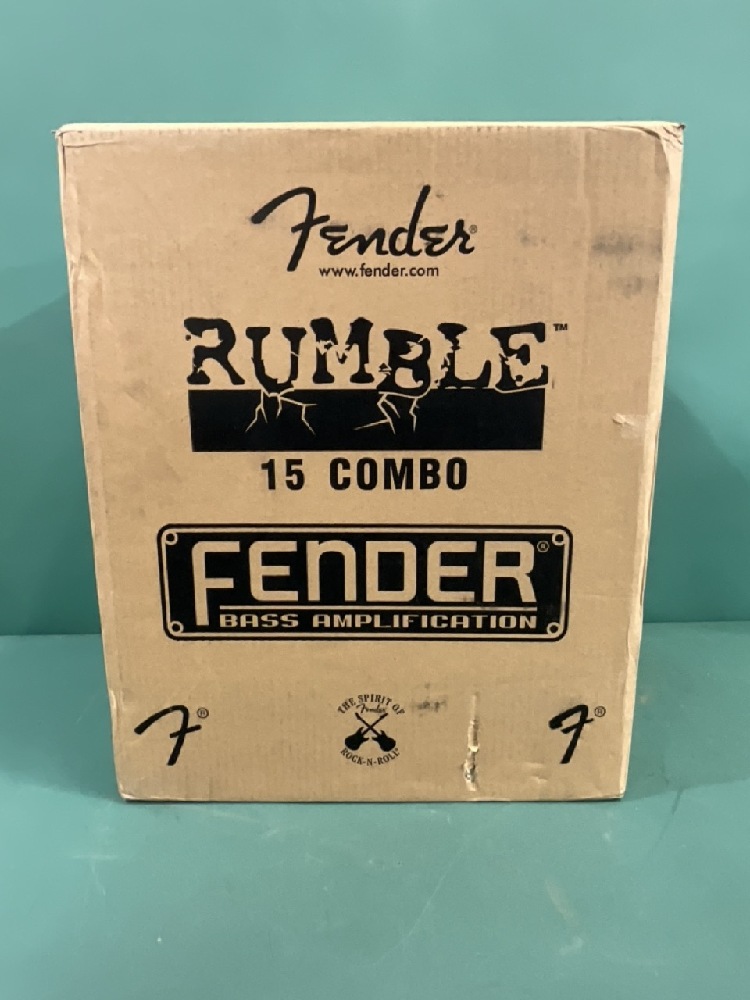 Fender®
www.fender.com
RUMBLE™
15 COMBO
FENDER®
BASS AMPLIFICATION
F® F®
THE SPIRIT OF
Fender
ROCK-N-ROLL®